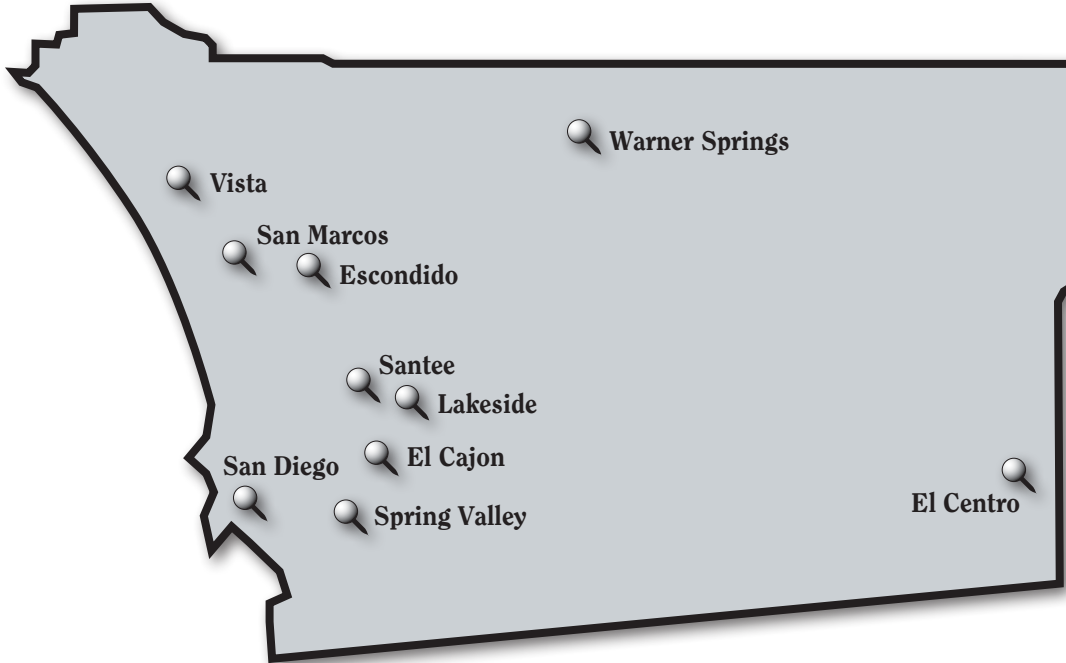 Warner Springs
Vista
San Marcos
Escondido
Santee
Lakeside
El Cajon
San Diego
El Centro
Spring Valley